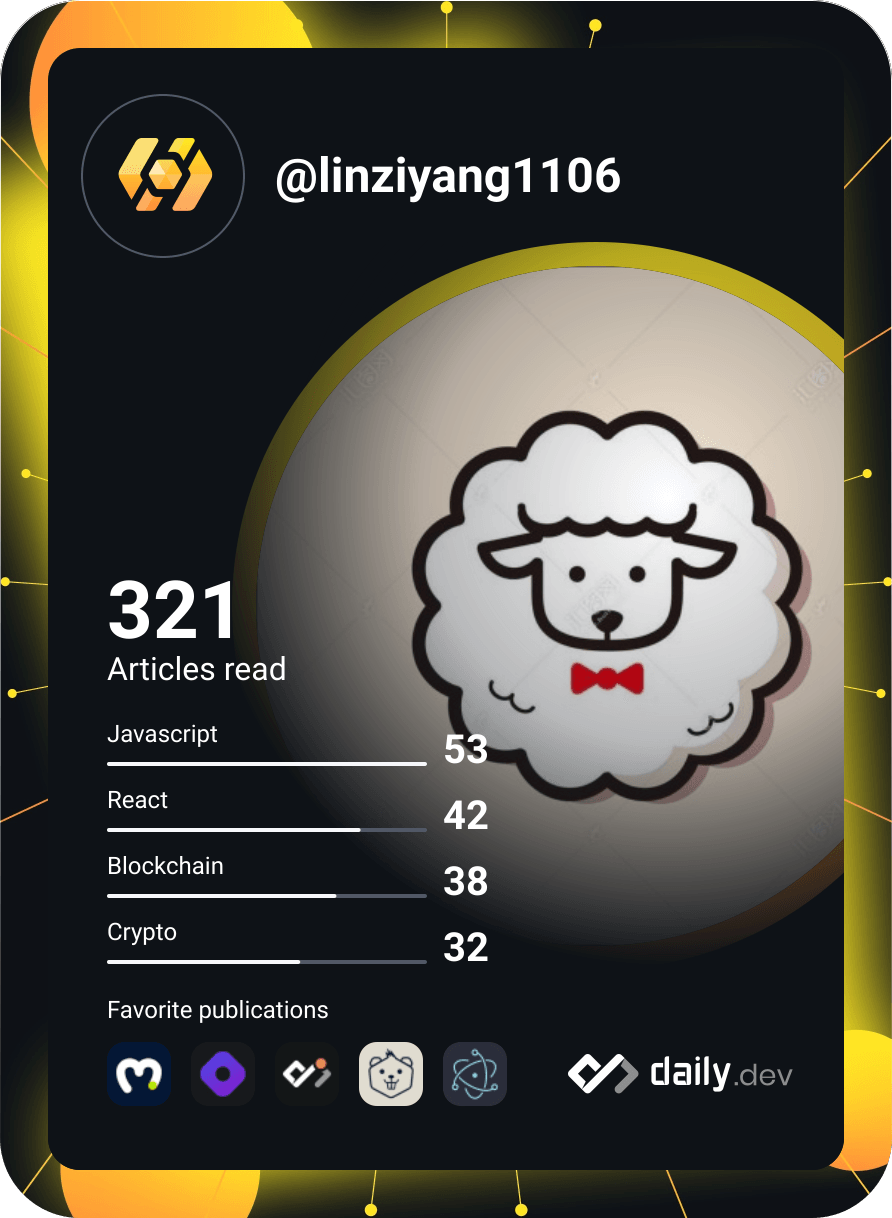 @linziyang1106
321
Articles read
Javascript
53
React
42
Blockchain
38
Crypto
32
Favorite publications
daily.dev